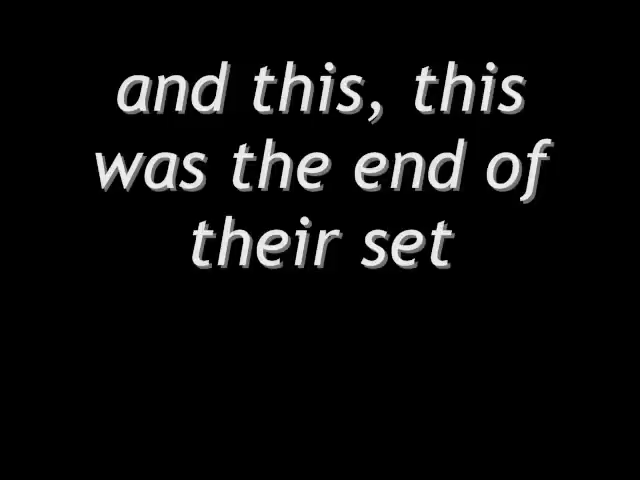 and this, this
was the end of
their set